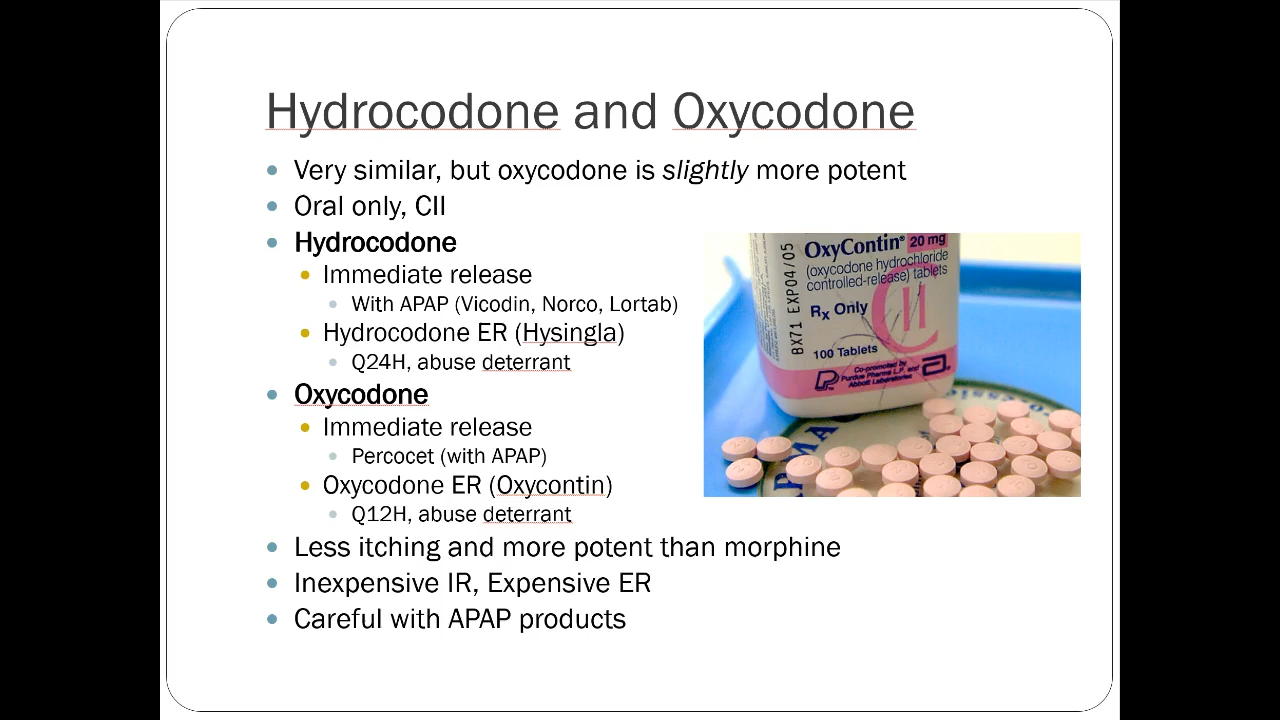 Hydrocodone and Oxycodone
Very similar, but oxycodone is slightly more potent
Oral only, CII
Hydrocodone
Immediate release
With APAP (Vicodin, Norco, Lortab)
Hydrocodone ER (Hysingla)
Q24H, abuse deterrant
Oxycodone
Immediate release
Percocet (with APAP)
Oxycodone ER (Oxycontin)
Q12H, abuse deterrant
Less itching and more potent than morphine
Inexpensive IR, Expensive ER
Careful with APAP products
OxyContin® 20 mg
(oxycodone hydrochloride
controlled-release) tablets
CII
Rx Only
100 Tablets
Co-promoted by
Purdue Pharma L.P. and
Abbott Laboratories
BX71 EXP04/05